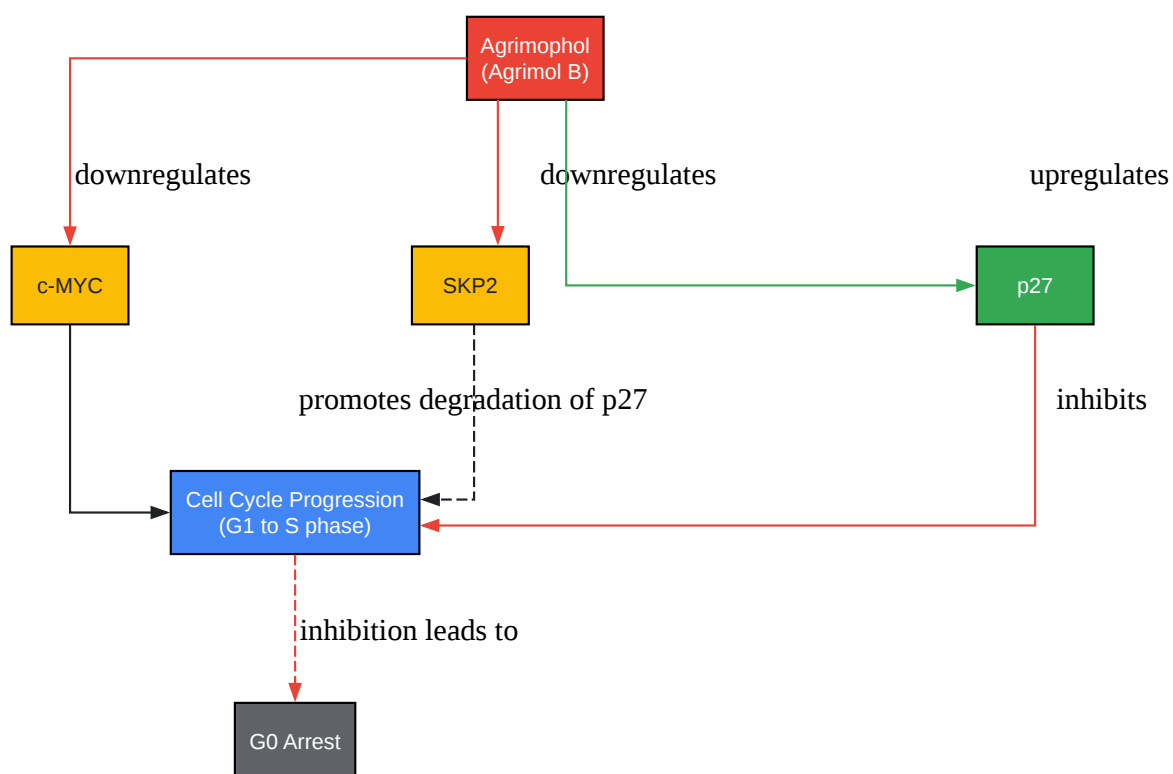 Agrimophol
(Agrimol B)
downregulates
downregulates
upregulates
c-MYC
SKP2
p27
promotes degradation of p27
inhibits
Cell Cycle Progression
(G1 to S phase)
inhibition leads to
G0 Arrest